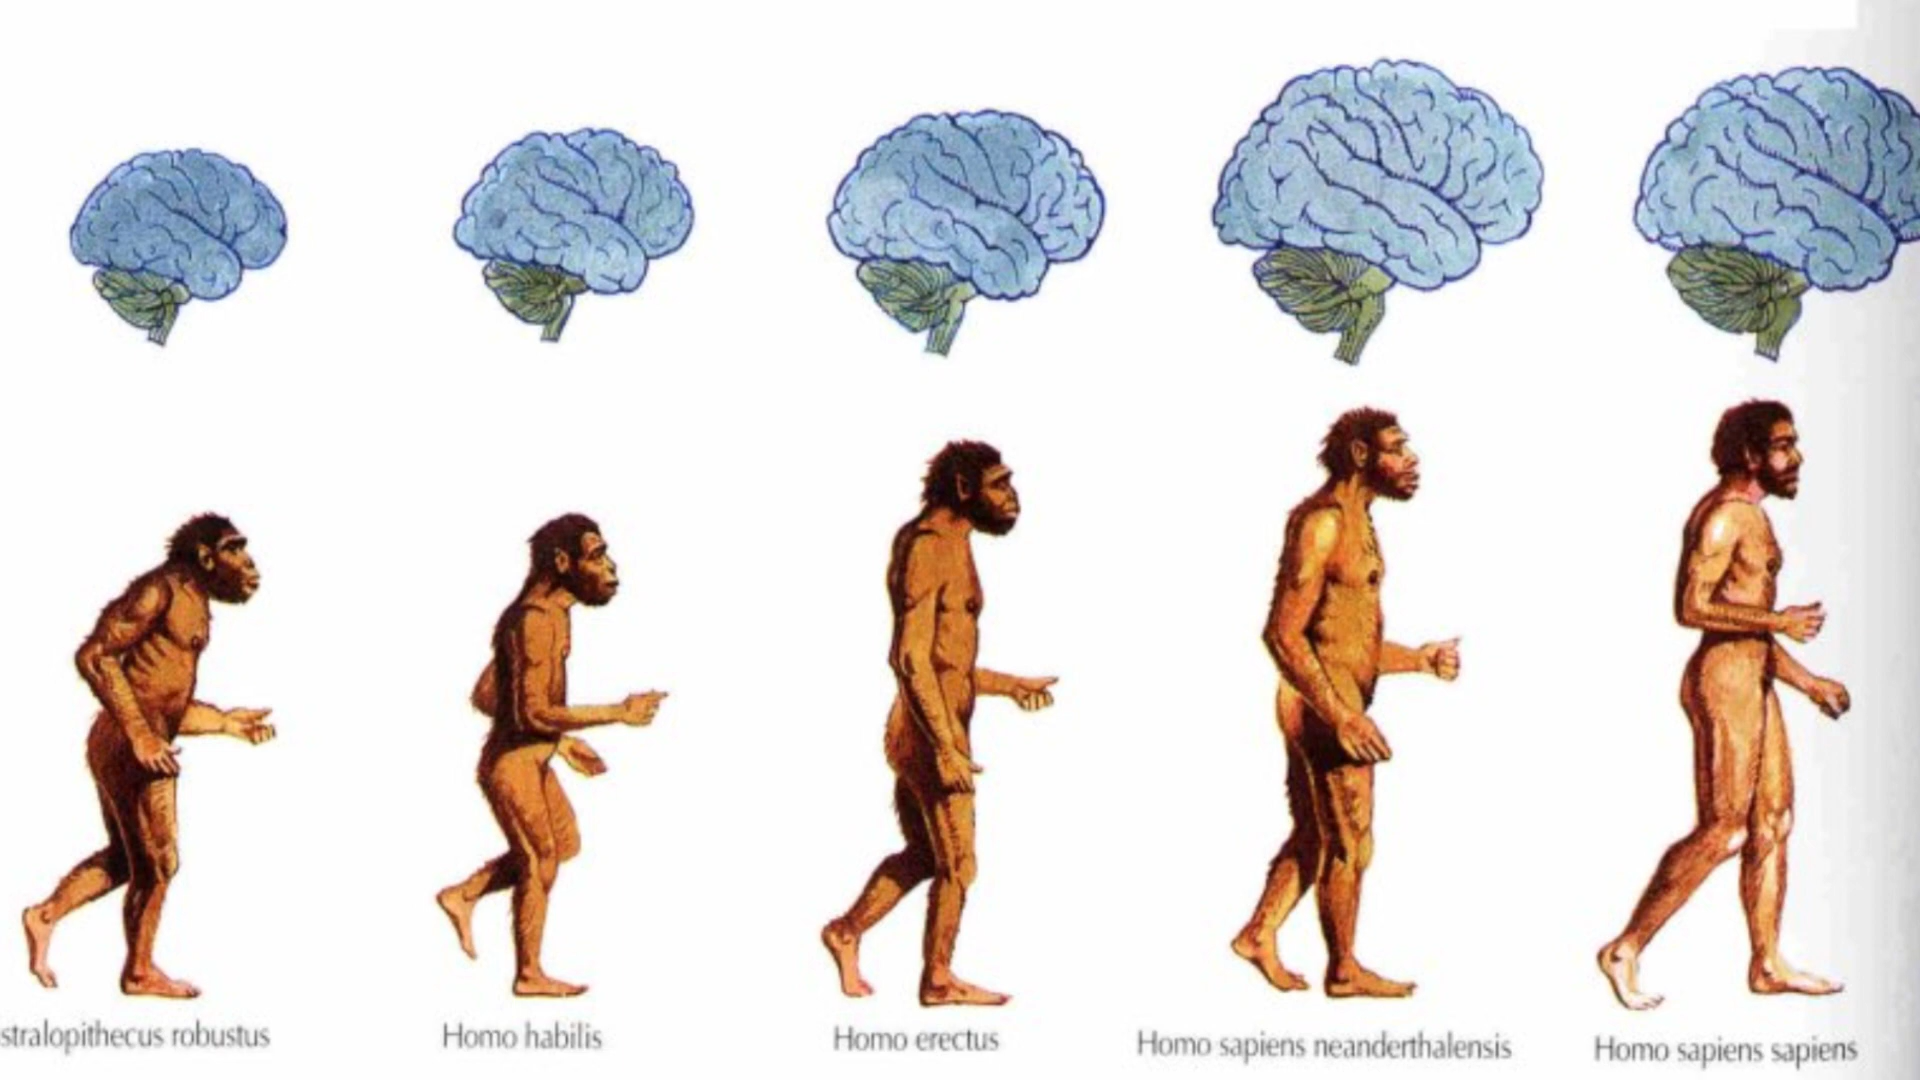 stralopithecus robustus
Homo habilis
Homo erectus
Homo sapiens neanderthalensis
Homo sapiens sapiens